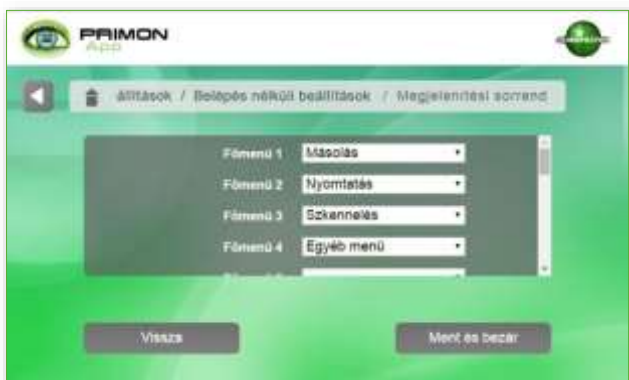 PRIMON
App
állítások / Belépés nélküli beállítások / Megjelenítési sorrend
Főmenü 1 Másolás
Főmenü 2 Nyomtatás
Főmenü 3 Szkennelés
Főmenü 4 Egyéb menü
Vissza Ment és bezár